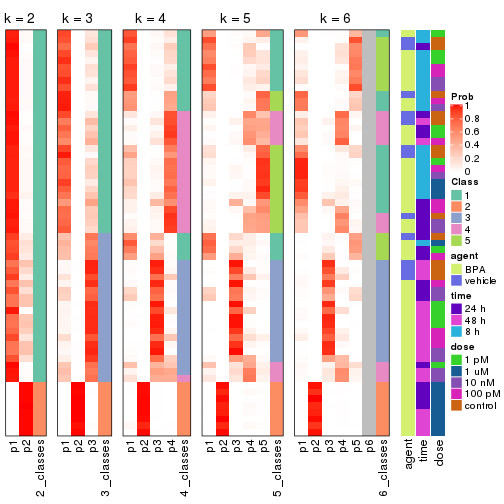 k = 2 k = 3 k = 4 k = 5 k = 6
p1 p2 2_classes p1 p2 p3 3_classes p1 p2 p3 p4 4_classes p1 p2 p3 p4 p5 5_classes p1 p2 p3 p4 p5 p6 6_classes agent time dose
Prob
1
0.8
0.6
0.4
0.2
0
Class
1
2
3
4
5
agent
BPA
vehicle
time
24 h
48 h
8 h
dose
1 pM
1 uM
10 nM
100 pM
control